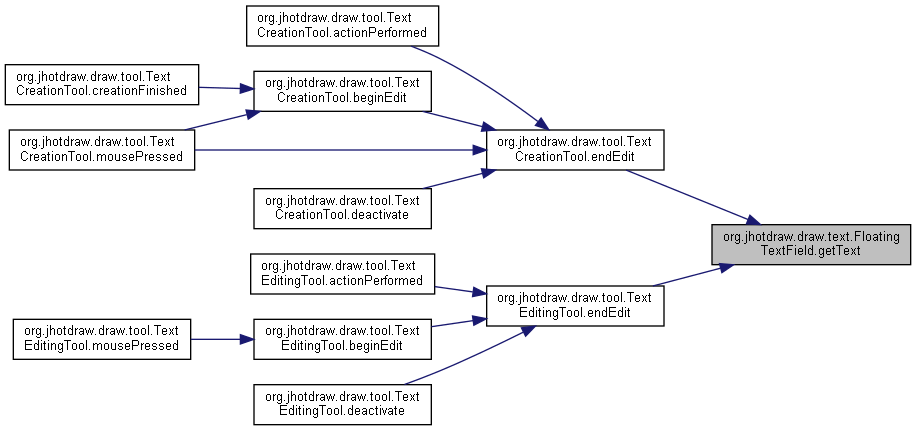 org.jhotdraw.draw.tool.Text
CreationTool.actionPerformed
org.jhotdraw.draw.tool.Text
CreationTool.creationFinished
org.jhotdraw.draw.tool.Text
CreationTool.beginEdit
org.jhotdraw.draw.tool.Text
CreationTool.mousePressed
org.jhotdraw.draw.tool.Text
CreationTool.endEdit
org.jhotdraw.draw.tool.Text
CreationTool.deactivate
org.jhotdraw.draw.text.Floating
TextField.getText
org.jhotdraw.draw.tool.Text
EditingTool.actionPerformed
org.jhotdraw.draw.tool.Text
EditingTool.endEdit
org.jhotdraw.draw.tool.Text
EditingTool.mousePressed
org.jhotdraw.draw.tool.Text
EditingTool.beginEdit
org.jhotdraw.draw.tool.Text
EditingTool.deactivate